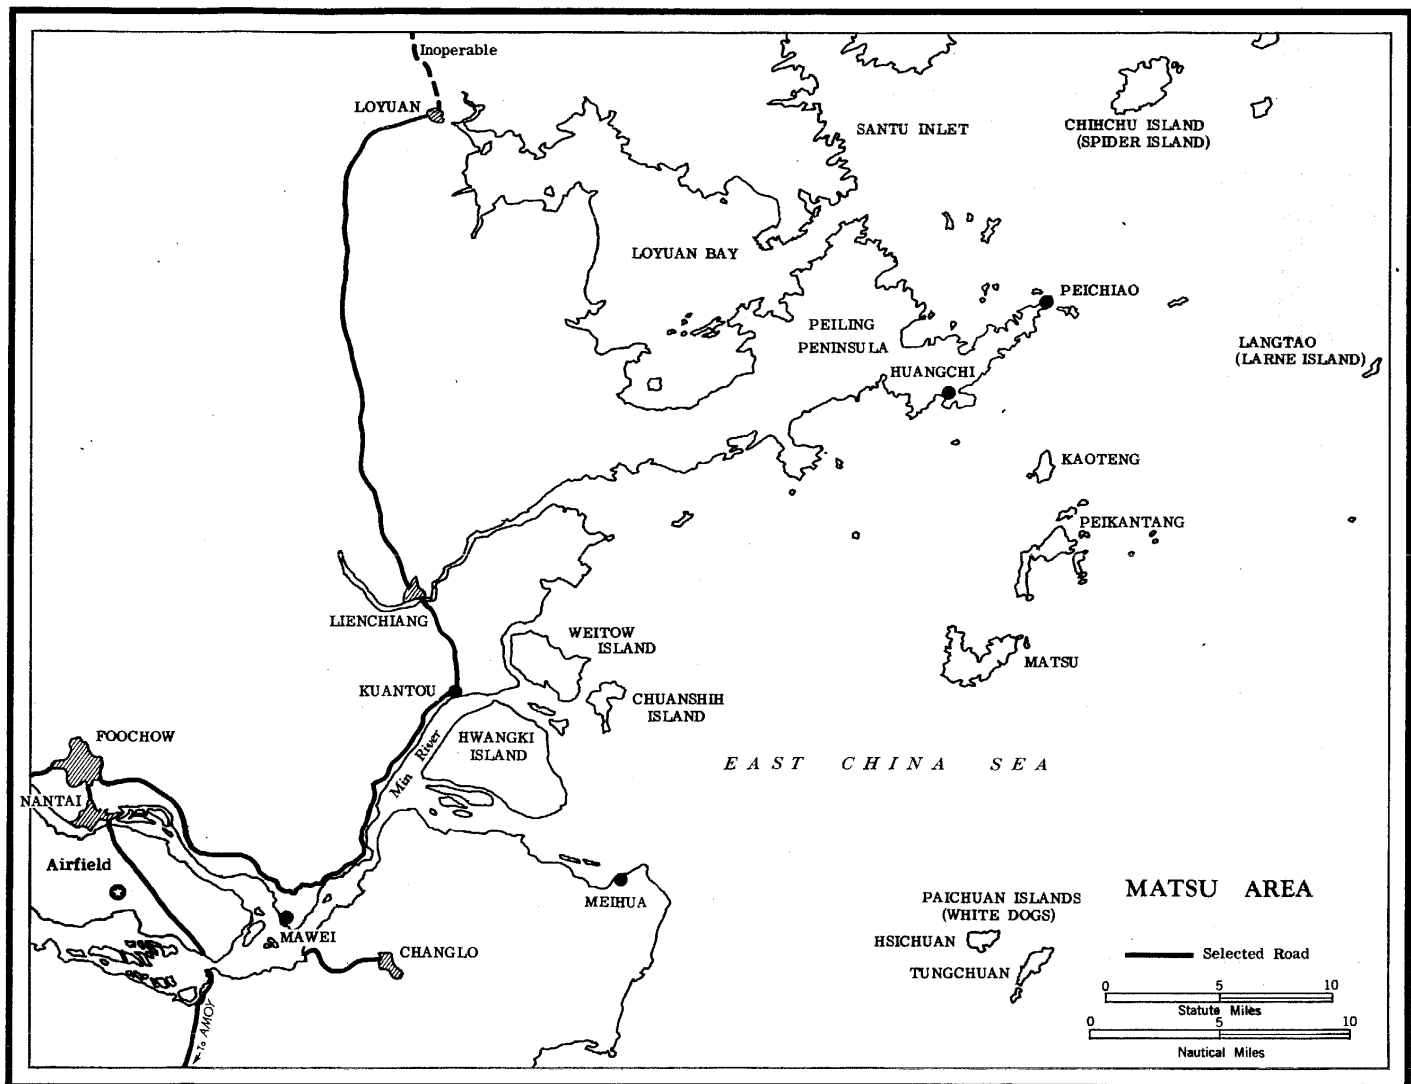 Inoperable
LOYUAN
SANTU INLET
CHIHCHU ISLAND
(SPIDER ISLAND)
LOYUAN BAY
PEICHIAO
PEILING
PENINSULA
LANGTAO
(LARNE ISLAND)
HUANGCHI
KAOTENG
PEIKANTANG
LIENCHIANG
WEITOW
ISLAND
MATSU
KUANTOU
CHUANSHIH
ISLAND
FOOCHOW
HWANGKI
ISLAND
Min River
EAST CHINA SEA
NANTAI
Airfield
MEIHUA
MAWEI
CHANGLO
PAICHUAN ISLANDS
(WHITE DOGS)
HSICHUAN
TUNGCHUAN
To AMOY
MATSU AREA
Selected Road
0 5 10
Statute Miles
0 5 10
Nautical Miles